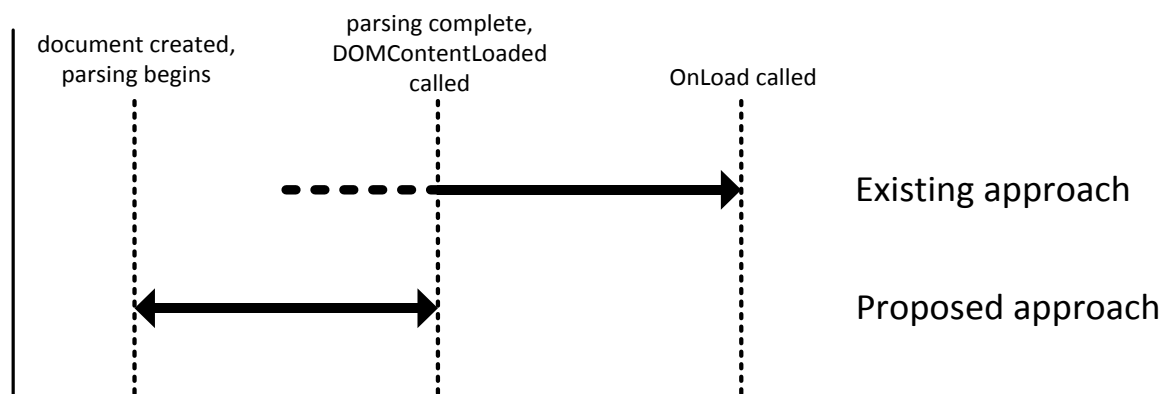 document created,
parsing begins
parsing complete,
DOMContentLoaded
called
OnLoad called
Existing approach
Proposed approach